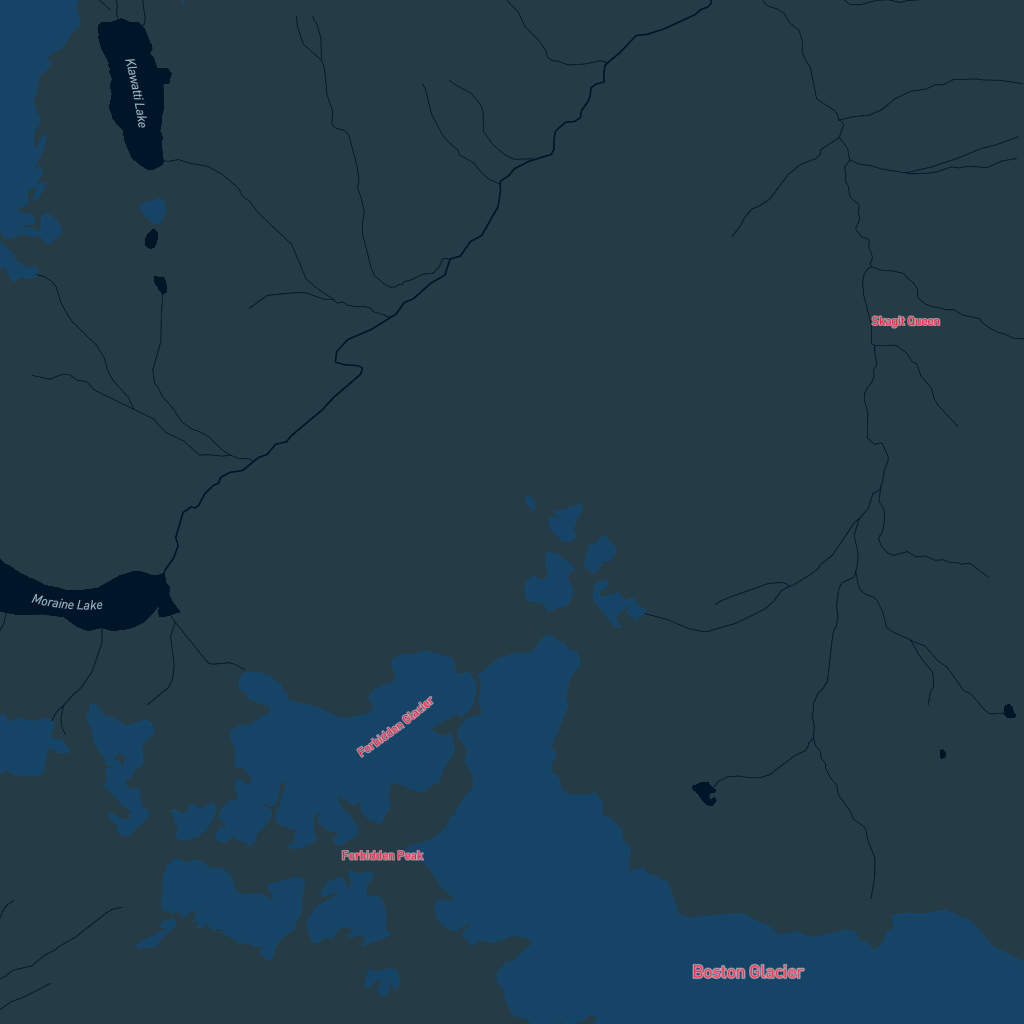 Klawatti Lake
Skagit Queen
Moraine Lake
Forbidden Glacier
Forbidden Peak
Boston Glacier